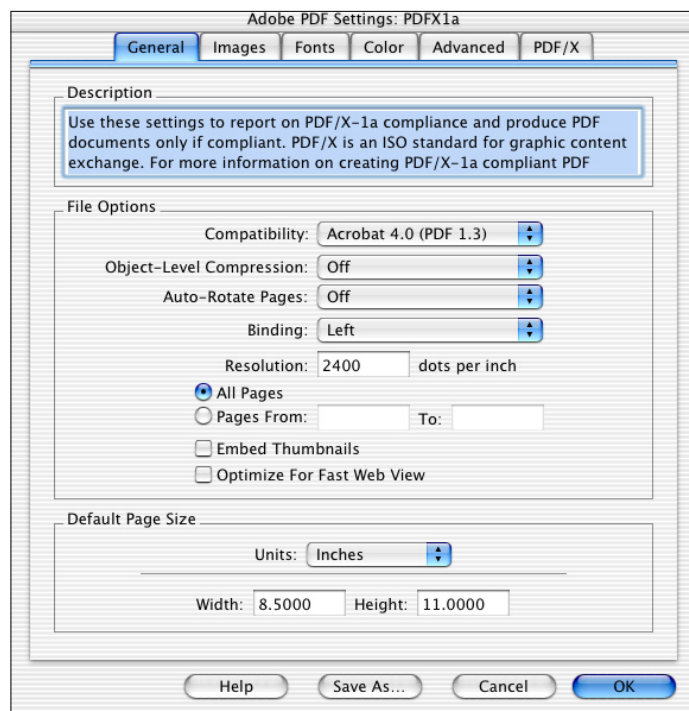 Adobe PDF Settings: PDFX1a
General Images Fonts Color Advanced PDF/X
Description
Use these settings to report on PDF/X-1a compliance and produce PDF
documents only if compliant. PDF/X is an ISO standard for graphic content
exchange. For more information on creating PDF/X-1a compliant PDF
File Options
Compatibility: Acrobat 4.0 (PDF 1.3)
Object-Level Compression: Off
Auto-Rotate Pages: Off
Binding: Left
Resolution: 2400 dots per inch
All Pages
Pages From: To:
Embed Thumbnails
Optimize For Fast Web View
Default Page Size
Units: Inches
Width: 8.5000 Height: 11.0000
Help Save As... Cancel OK